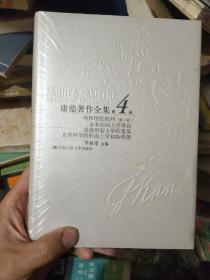 Kant's Werke
康德著作全集 第4卷
纯粹理性批判(第1版)
未来形而上学导论
道德形而上学的奠基
自然科学的形而上学初始根据
李秋零 主编
中国人民大学出版社
I Kant